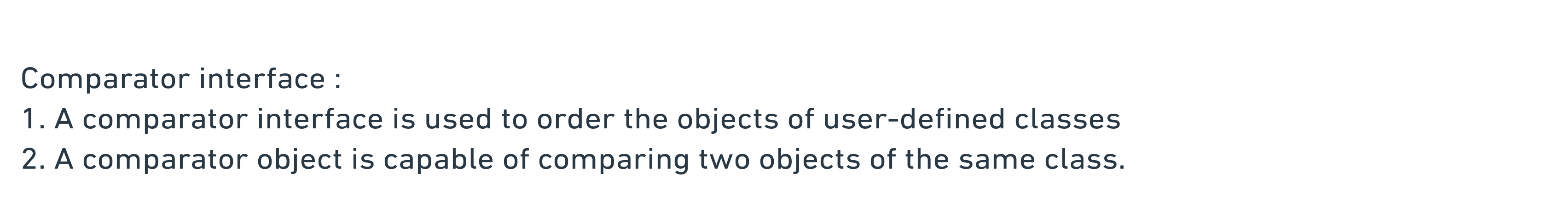 Comparator interface :
1. A comparator interface is used to order the objects of user-defined classes
2. A comparator object is capable of comparing two objects of the same class.